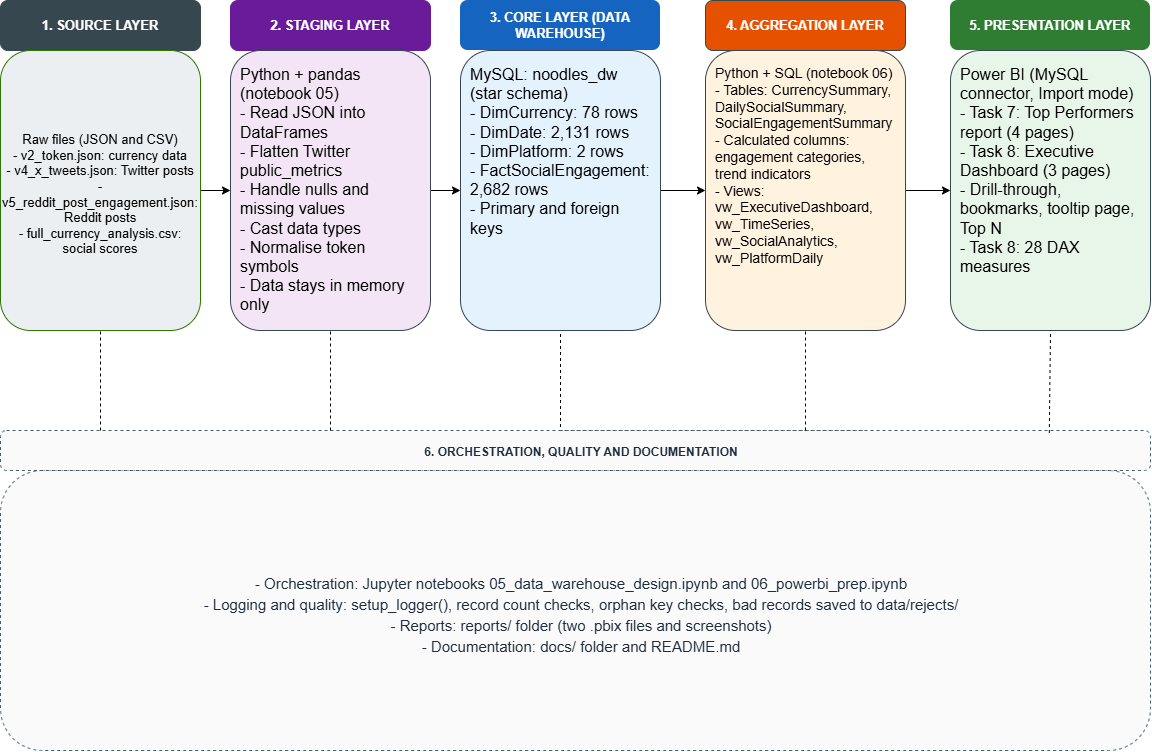 1. SOURCE LAYER
Raw files (JSON and CSV)
- v2_token.json: currency data
- v4_x_tweets.json: Twitter posts
-
v5_reddit_post_engagement.json:
Reddit posts
- full_currency_analysis.csv:
social scores
2. STAGING LAYER
Python + pandas
(notebook 05)
- Read JSON into
DataFrames
- Flatten Twitter
public_metrics
- Handle nulls and
missing values
- Cast data types
- Normalise token
symbols
- Data stays in memory
only
3. CORE LAYER (DATA
WAREHOUSE)
MySQL: noodles_dw
(star schema)
- DimCurrency: 78 rows
- DimDate: 2,131 rows
- DimPlatform: 2 rows
- FactSocialEngagement:
2,682 rows
- Primary and foreign
keys
4. AGGREGATION LAYER
Python + SQL (notebook 06)
- Tables: CurrencySummary,
DailySocialSummary,
SocialEngagementSummary
- Calculated columns:
engagement categories,
trend indicators
- Views:
vw_ExecutiveDashboard,
vw_TimeSeries,
vw_SocialAnalytics,
vw_PlatformDaily
5. PRESENTATION LAYER
Power BI (MySQL
connector, Import mode)
- Task 7: Top Performers
report (4 pages)
- Task 8: Executive
Dashboard (3 pages)
- Drill-through,
bookmarks, tooltip page,
Top N
- Task 8: 28 DAX
measures
6. ORCHESTRATION, QUALITY AND DOCUMENTATION
- Orchestration: Jupyter notebooks 05_data_warehouse_design.ipynb and 06_powerbi_prep.ipynb
- Logging and quality: setup_logger(), record count checks, orphan key checks, bad records saved to data/rejects/
- Reports: reports/ folder (two .pbix files and screenshots)
- Documentation: docs/ folder and README.md